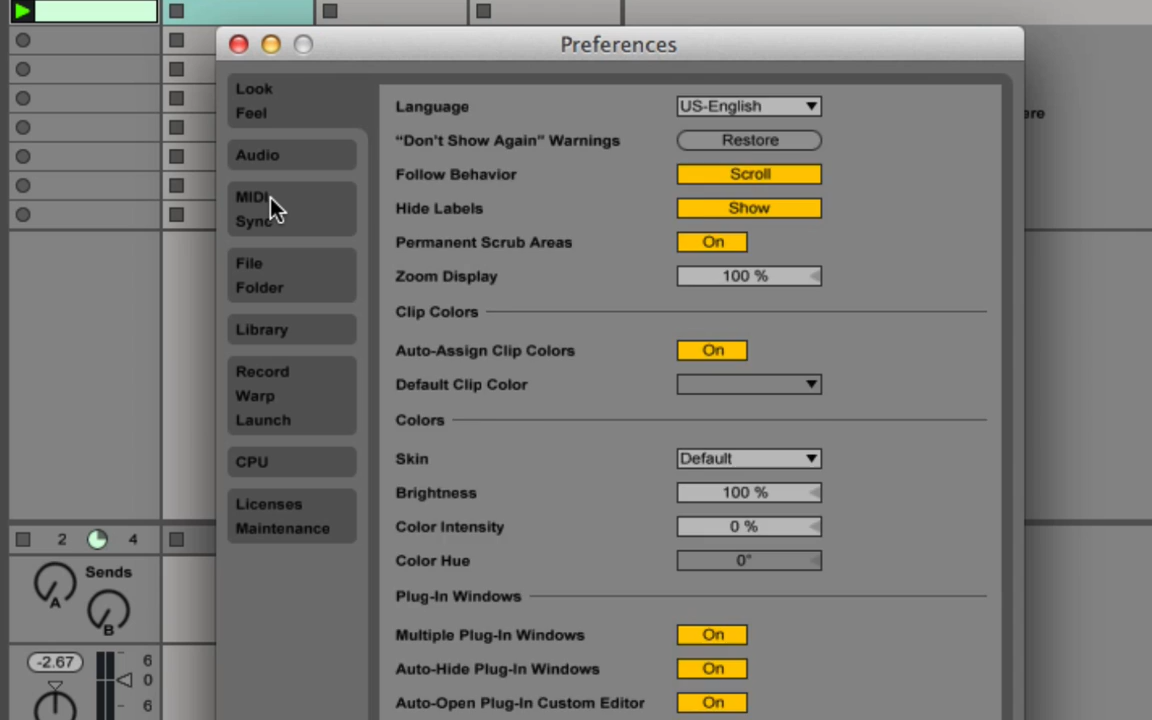 Preferences
Look
Feel
Audio
MIDI
Sync
File
Folder
Library
Record
Warp
Launch
CPU
Licenses
Maintenance
Language US-English
“Don't Show Again” Warnings Restore
Follow Behavior Scroll
Hide Labels Show
Permanent Scrub Areas On
Zoom Display 100 %
Clip Colors
Auto-Assign Clip Colors On
Default Clip Color
Colors
Skin Default
Brightness 100 %
Color Intensity 0 %
Color Hue 0°
Plug-In Windows
Multiple Plug-In Windows On
Auto-Hide Plug-In Windows On
Auto-Open Plug-In Custom Editor On
ere
2 4
Sends
A
B
-2.67 6
0
6